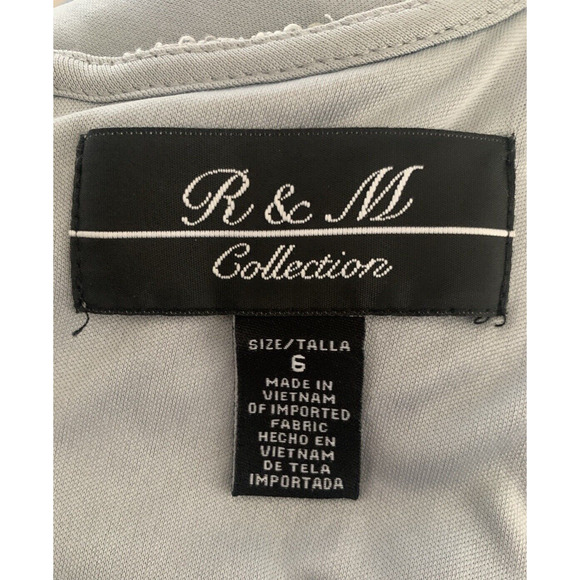 R & M
Collection
SIZE/TALLA
6
MADE IN
VIETNAM
OF IMPORTED
FABRIC
HECHO EN
VIETNAM
DE TELA
IMPORTADA